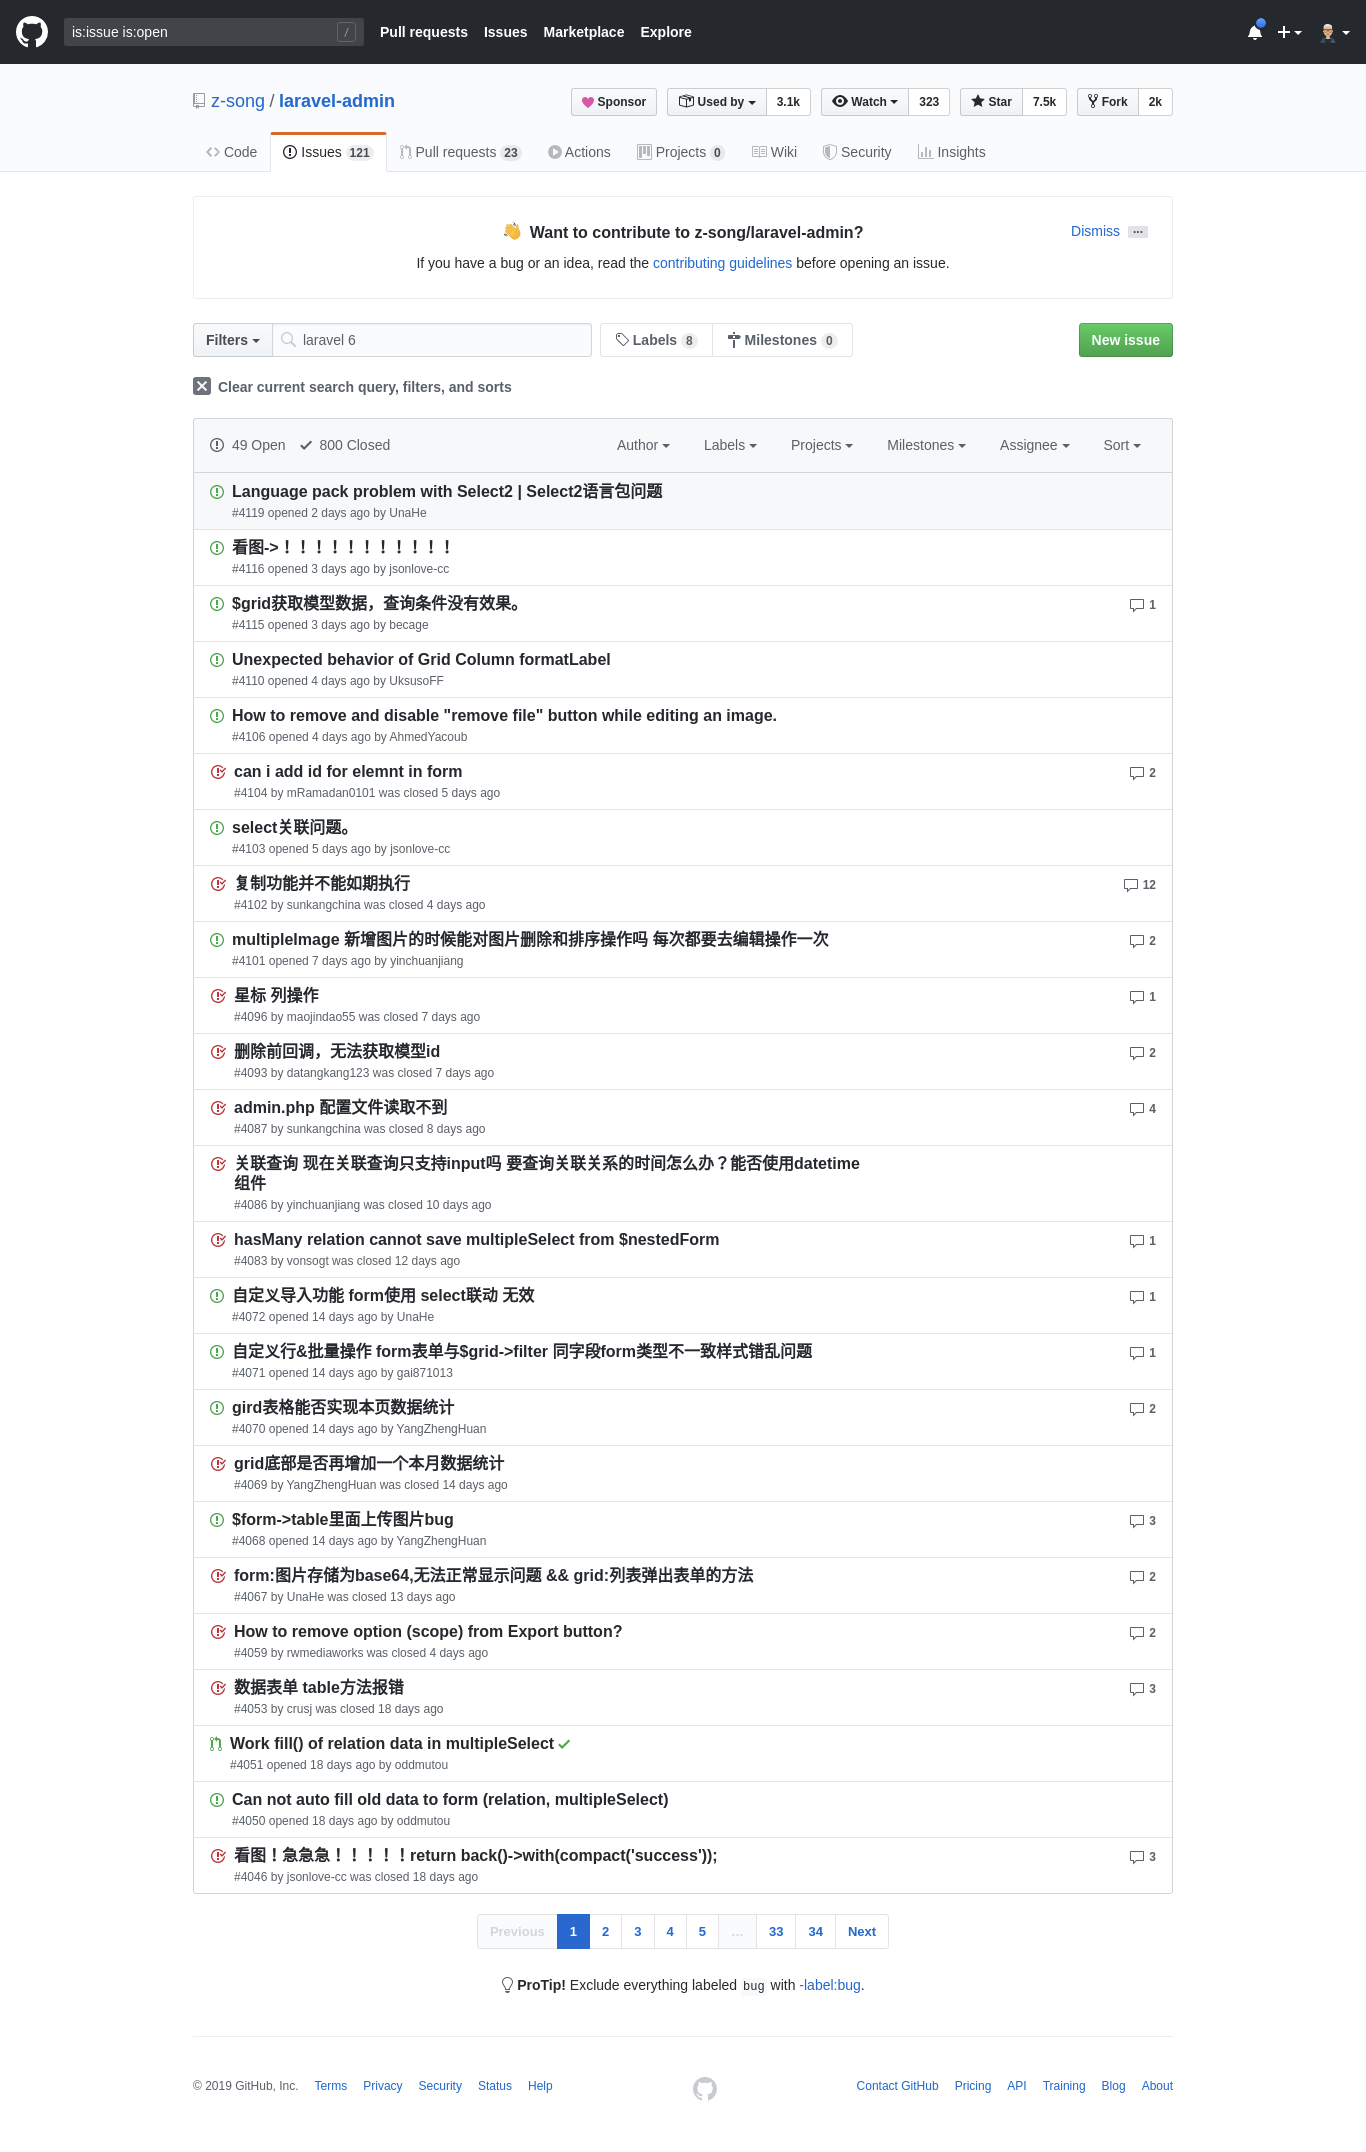 is:issue is:open / Pull requests Issues Marketplace Explore
z-song / laravel-admin Sponsor Used by 3.1k Watch 323 Star 7.5k Fork 2k
Code Issues 121 Pull requests 23 Actions Projects 0 Wiki Security Insights
👋 Want to contribute to z-song/laravel-admin? Dismiss ...
If you have a bug or an idea, read the contributing guidelines before opening an issue.
Filters laravel 6 Labels 8 Milestones 0 New issue
Clear current search query, filters, and sorts
49 Open 800 Closed Author Labels Projects Milestones Assignee Sort
Language pack problem with Select2 | Select2语言包问题
#4119 opened 2 days ago by UnaHe
看图->！！！！！！！！！！！
#4116 opened 3 days ago by jsonlove-cc
$grid获取模型数据，查询条件没有效果。 1
#4115 opened 3 days ago by becage
Unexpected behavior of Grid Column formatLabel
#4110 opened 4 days ago by UksusoFF
How to remove and disable "remove file" button while editing an image.
#4106 opened 4 days ago by AhmedYacoub
can i add id for elemnt in form 2
#4104 by mRamadan0101 was closed 5 days ago
select关联问题。
#4103 opened 5 days ago by jsonlove-cc
复制功能并不能如期执行 12
#4102 by sunkangchina was closed 4 days ago
multipleImage 新增图片的时候能对图片删除和排序操作吗 每次都要去编辑操作一次 2
#4101 opened 7 days ago by yinchuanjiang
星标 列操作 1
#4096 by maojindao55 was closed 7 days ago
删除前回调，无法获取模型id 2
#4093 by datangkang123 was closed 7 days ago
admin.php 配置文件读取不到 4
#4087 by sunkangchina was closed 8 days ago
关联查询 现在关联查询只支持input吗 要查询关联关系的时间怎么办？能否使用datetime
组件
#4086 by yinchuanjiang was closed 10 days ago
hasMany relation cannot save multipleSelect from $nestedForm 1
#4083 by vonsogt was closed 12 days ago
自定义导入功能 form使用 select联动 无效 1
#4072 opened 14 days ago by UnaHe
自定义行&批量操作 form表单与$grid->filter 同字段form类型不一致样式错乱问题 1
#4071 opened 14 days ago by gai871013
gird表格能否实现本页数据统计 2
#4070 opened 14 days ago by YangZhengHuan
grid底部是否再增加一个本月数据统计
#4069 by YangZhengHuan was closed 14 days ago
$form->table里面上传图片bug 3
#4068 opened 14 days ago by YangZhengHuan
form:图片存储为base64,无法正常显示问题 && grid:列表弹出表单的方法 2
#4067 by UnaHe was closed 13 days ago
How to remove option (scope) from Export button? 2
#4059 by rwmediaworks was closed 4 days ago
数据表单 table方法报错 3
#4053 by crusj was closed 18 days ago
Work fill() of relation data in multipleSelect
#4051 opened 18 days ago by oddmutou
Can not auto fill old data to form (relation, multipleSelect)
#4050 opened 18 days ago by oddmutou
看图！急急急！！！！！return back()->with(compact('success')); 3
#4046 by jsonlove-cc was closed 18 days ago
Previous 1 2 3 4 5 … 33 34 Next
ProTip! Exclude everything labeled bug with -label:bug.
© 2019 GitHub, Inc. Terms Privacy Security Status Help Contact GitHub Pricing API Training Blog About